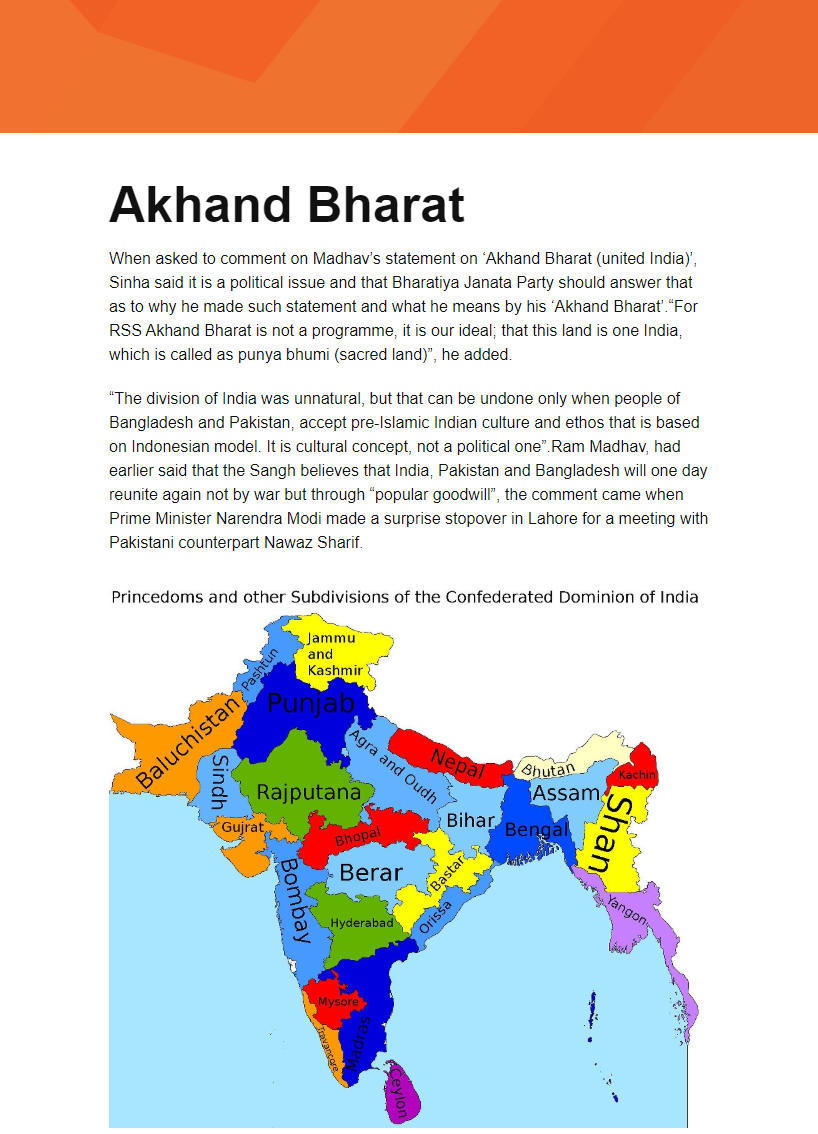 Akhand Bharat
When asked to comment on Madhav’s statement on ‘Akhand Bharat (united India)’,
Sinha said it is a political issue and that Bharatiya Janata Party should answer that
as to why he made such statement and what he means by his ‘Akhand Bharat’.“For
RSS Akhand Bharat is not a programme, it is our ideal; that this land is one India,
which is called as punya bhumi (sacred land)”, he added.
“The division of India was unnatural, but that can be undone only when people of
Bangladesh and Pakistan, accept pre-Islamic Indian culture and ethos that is based
on Indonesian model. It is cultural concept, not a political one”.Ram Madhav, had
earlier said that the Sangh believes that India, Pakistan and Bangladesh will one day
reunite again not by war but through “popular goodwill”, the comment came when
Prime Minister Narendra Modi made a surprise stopover in Lahore for a meeting with
Pakistani counterpart Nawaz Sharif.
Princedoms and other Subdivisions of the Confederated Dominion of India
Jammu
and
Kashmir
Pashtun
Punjab
Baluchistan
Sindh
Agra and Oudh
Nepal
Bhutan
Kachin
Rajputana
Assam
Shan
Gujrat
Bhopal
Bihar
Bengal
Berar
Bastar
Bombay
Orissa
Hyderabad
Yangon
Mysore
Madras
Travancore
Ceylon